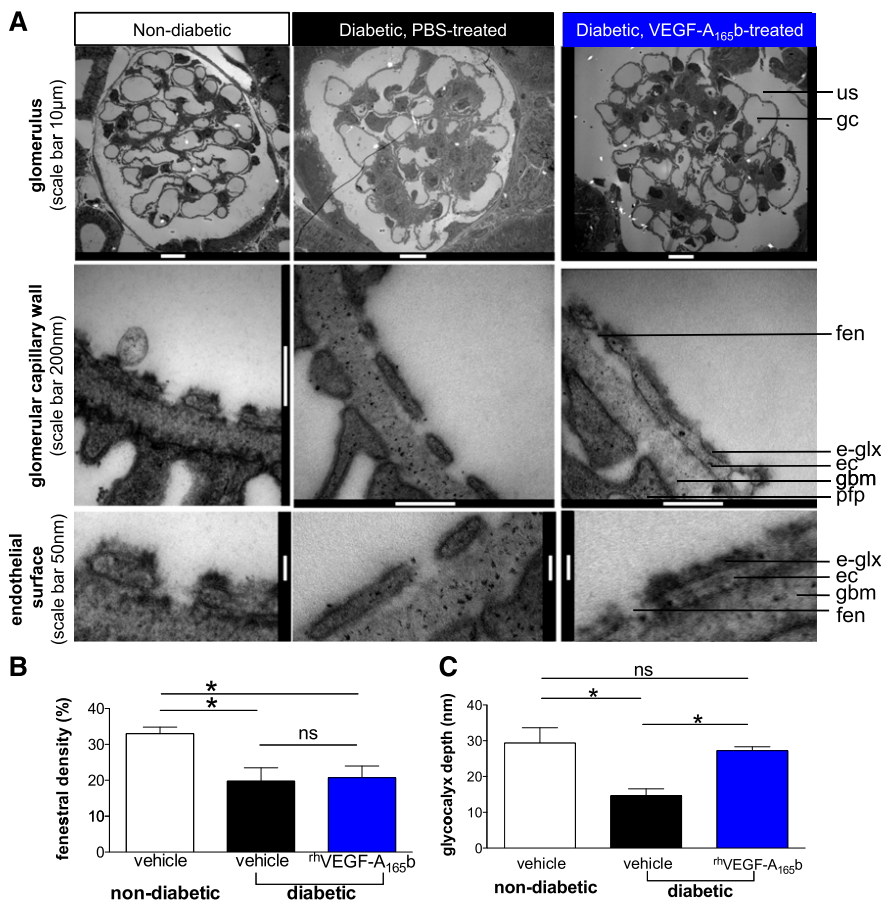 A
Non-diabetic
Diabetic, PBS-treated
Diabetic, VEGF-A165b-treated
glomerulus
(scale bar 10µm)
us
gc
glomerular capillary wall
(scale bar 200nm)
fen
e-glx
ec
gbm
pfp
endothelial
surface
(scale bar 50nm)
e-glx
ec
gbm
fen
B
fenestral density (%)
40
30
20
10
0
*
*
ns
vehicle
vehicle
rhVEGF-A165b
non-diabetic
diabetic
C
glycocalyx depth (nm)
40
30
20
10
0
ns
*
*
vehicle
vehicle
rhVEGF-A165b
non-diabetic
diabetic